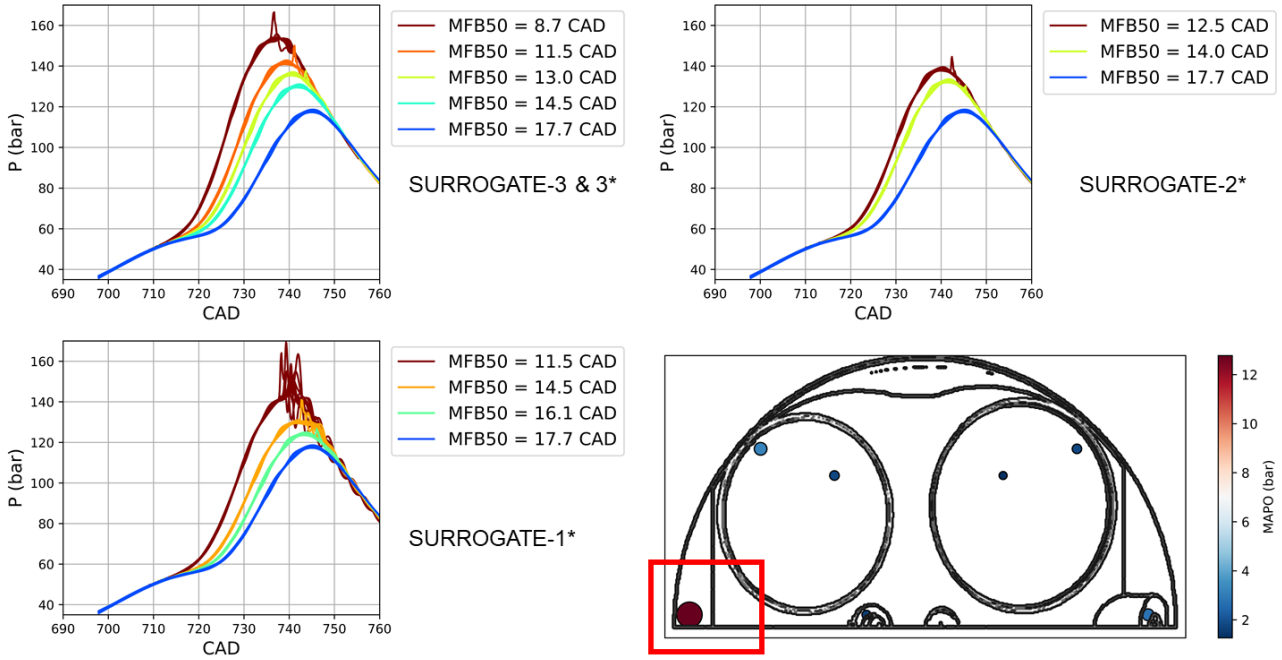 160
140
120
100
80
60
40
P (bar)
690 700 710 720 730 740 750 760
CAD
MFB50 = 8.7 CAD
MFB50 = 11.5 CAD
MFB50 = 13.0 CAD
MFB50 = 14.5 CAD
MFB50 = 17.7 CAD
SURROGATE-3 & 3*
160
140
120
100
80
60
40
P (bar)
690 700 710 720 730 740 750 760
CAD
MFB50 = 12.5 CAD
MFB50 = 14.0 CAD
MFB50 = 17.7 CAD
SURROGATE-2*
160
140
120
100
80
60
40
P (bar)
690 700 710 720 730 740 750 760
CAD
MFB50 = 11.5 CAD
MFB50 = 14.5 CAD
MFB50 = 16.1 CAD
MFB50 = 17.7 CAD
SURROGATE-1*
12
10
8
6
4
2
MAPO (bar)